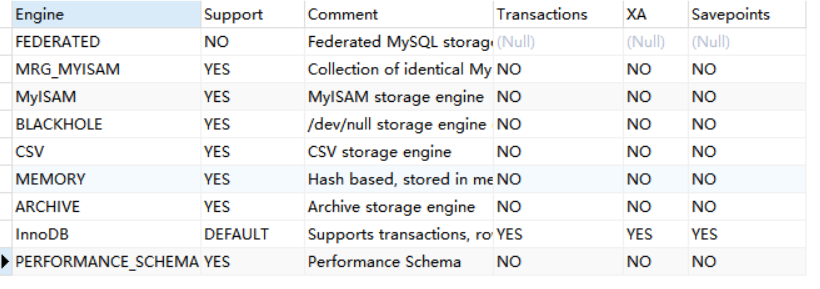 Engine Support Comment Transactions XA Savepoints
FEDERATED NO Federated MySQL storag (Null) (Null) (Null)
MRG_MYISAM YES Collection of identical My NO NO NO
MyISAM YES MyISAM storage engine NO NO NO
BLACKHOLE YES /dev/null storage engine NO NO NO
CSV YES CSV storage engine NO NO NO
MEMORY YES Hash based, stored in me NO NO NO
ARCHIVE YES Archive storage engine NO NO NO
InnoDB DEFAULT Supports transactions, ro YES YES YES
PERFORMANCE_SCHEMA YES Performance Schema NO NO NO